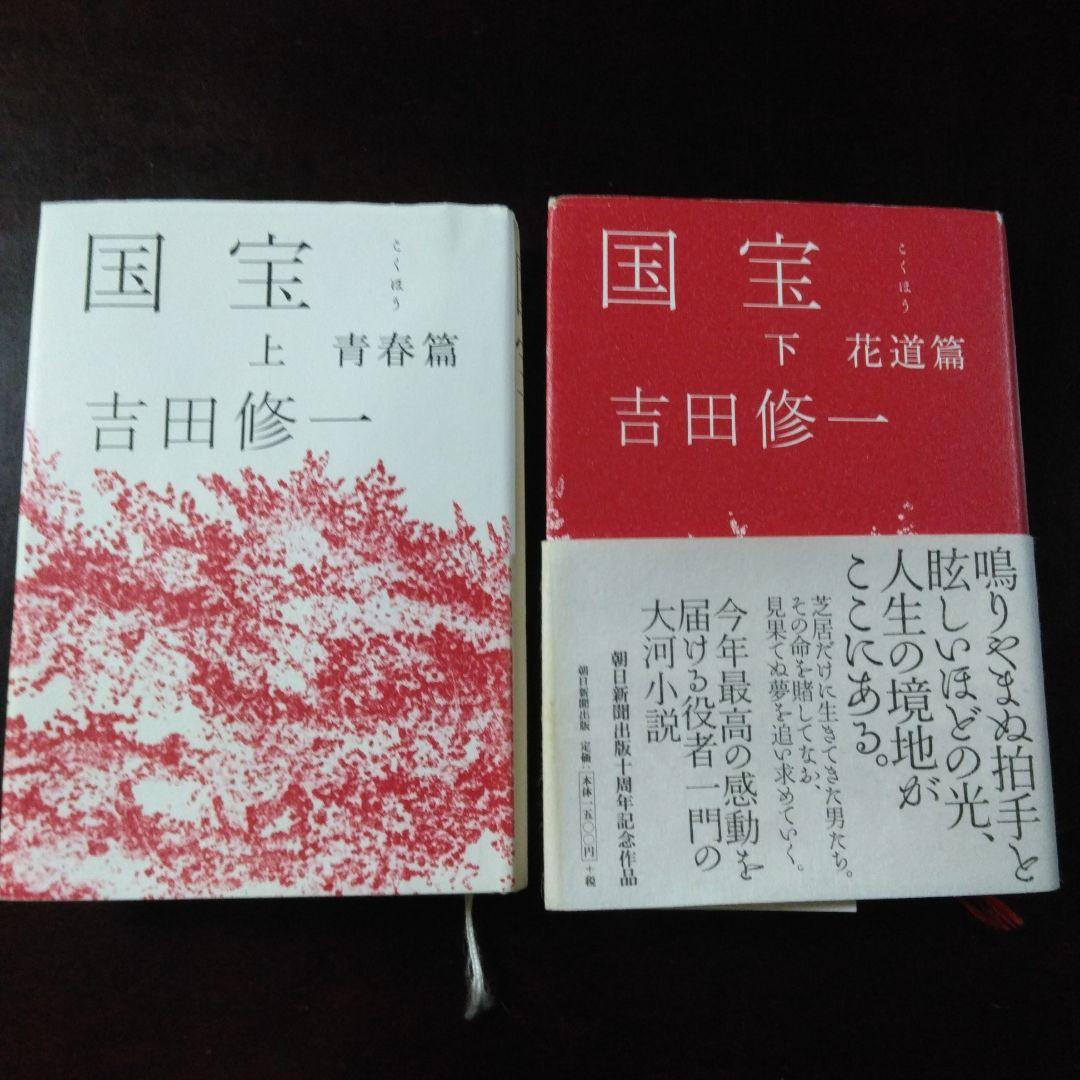 国宝
こくほう
上 青春篇
吉田修一
国宝
こくほう
下 花道篇
吉田修一
鳴りやまぬ拍手と
眩しいほどの光、
人生の境地が
ここにある。
芝居だけに生きてきた男たち。
その命を賭してなお、
見果てぬ夢を追い求めていく。
今年最高の感動を
届ける役者一門の
大河小説
朝日新聞出版十周年記念作品
朝日新聞出版 定価:本体一五〇〇円+税